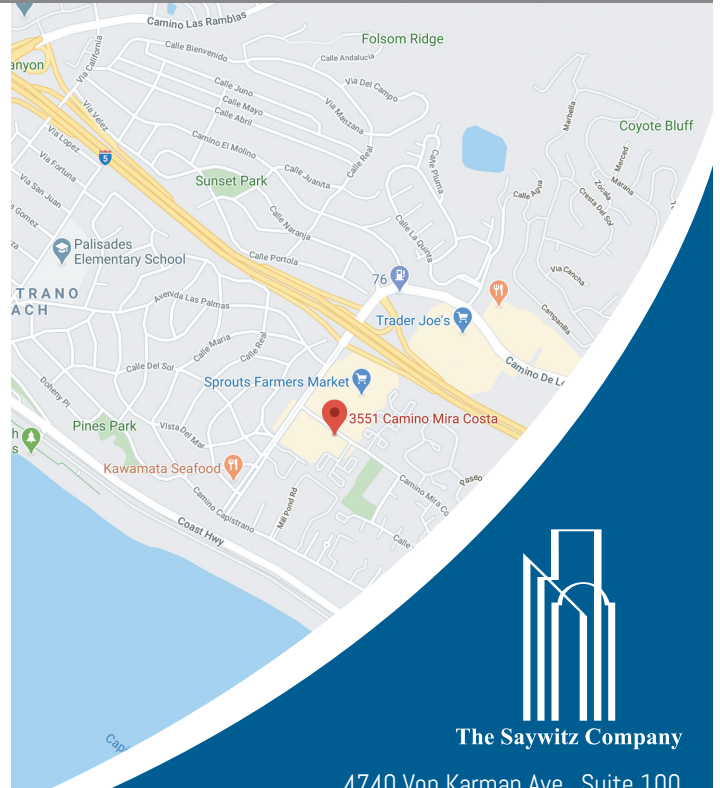 Camino Las Ramblas
Folsom Ridge
anyon
Via California
Calle Bienvenido
Calle Andalucia
Calle Juno
Via Del Campo
Calle Mayo
Via Velez
Calle Abril
Via Manzana
Marbella
Coyote Bluff
Via Lopez
Camino El Molino
Calle Real
Merced
5
Via Fortuna
Calle Juanita
Marana
Zocala
Sunset Park
Calle Agua
Cresta Del Sol
Via San Juan
Calle Naranja
Calle La Quinta
a Gomez
Palisades
Elementary School
Calle Portola
Via Cancha
76
TRANO
ACH
Avenida Las Palmas
Campanilla
Trader Joe's
Calle Maria
Calle Real
Calle Del Sol
Camino De
Sprouts Farmers Market
Doheny Pl
3551 Camino Mira Costa
Pines Park
Vista Del Mar
h
s
Kawamata Seafood
Paseo
Camino Mira Co
Camino Capistrano
Mill Pond Rd
Coast Hwy
Calle
The Saywitz Company
4740 Von Karman Ave., Suite 100